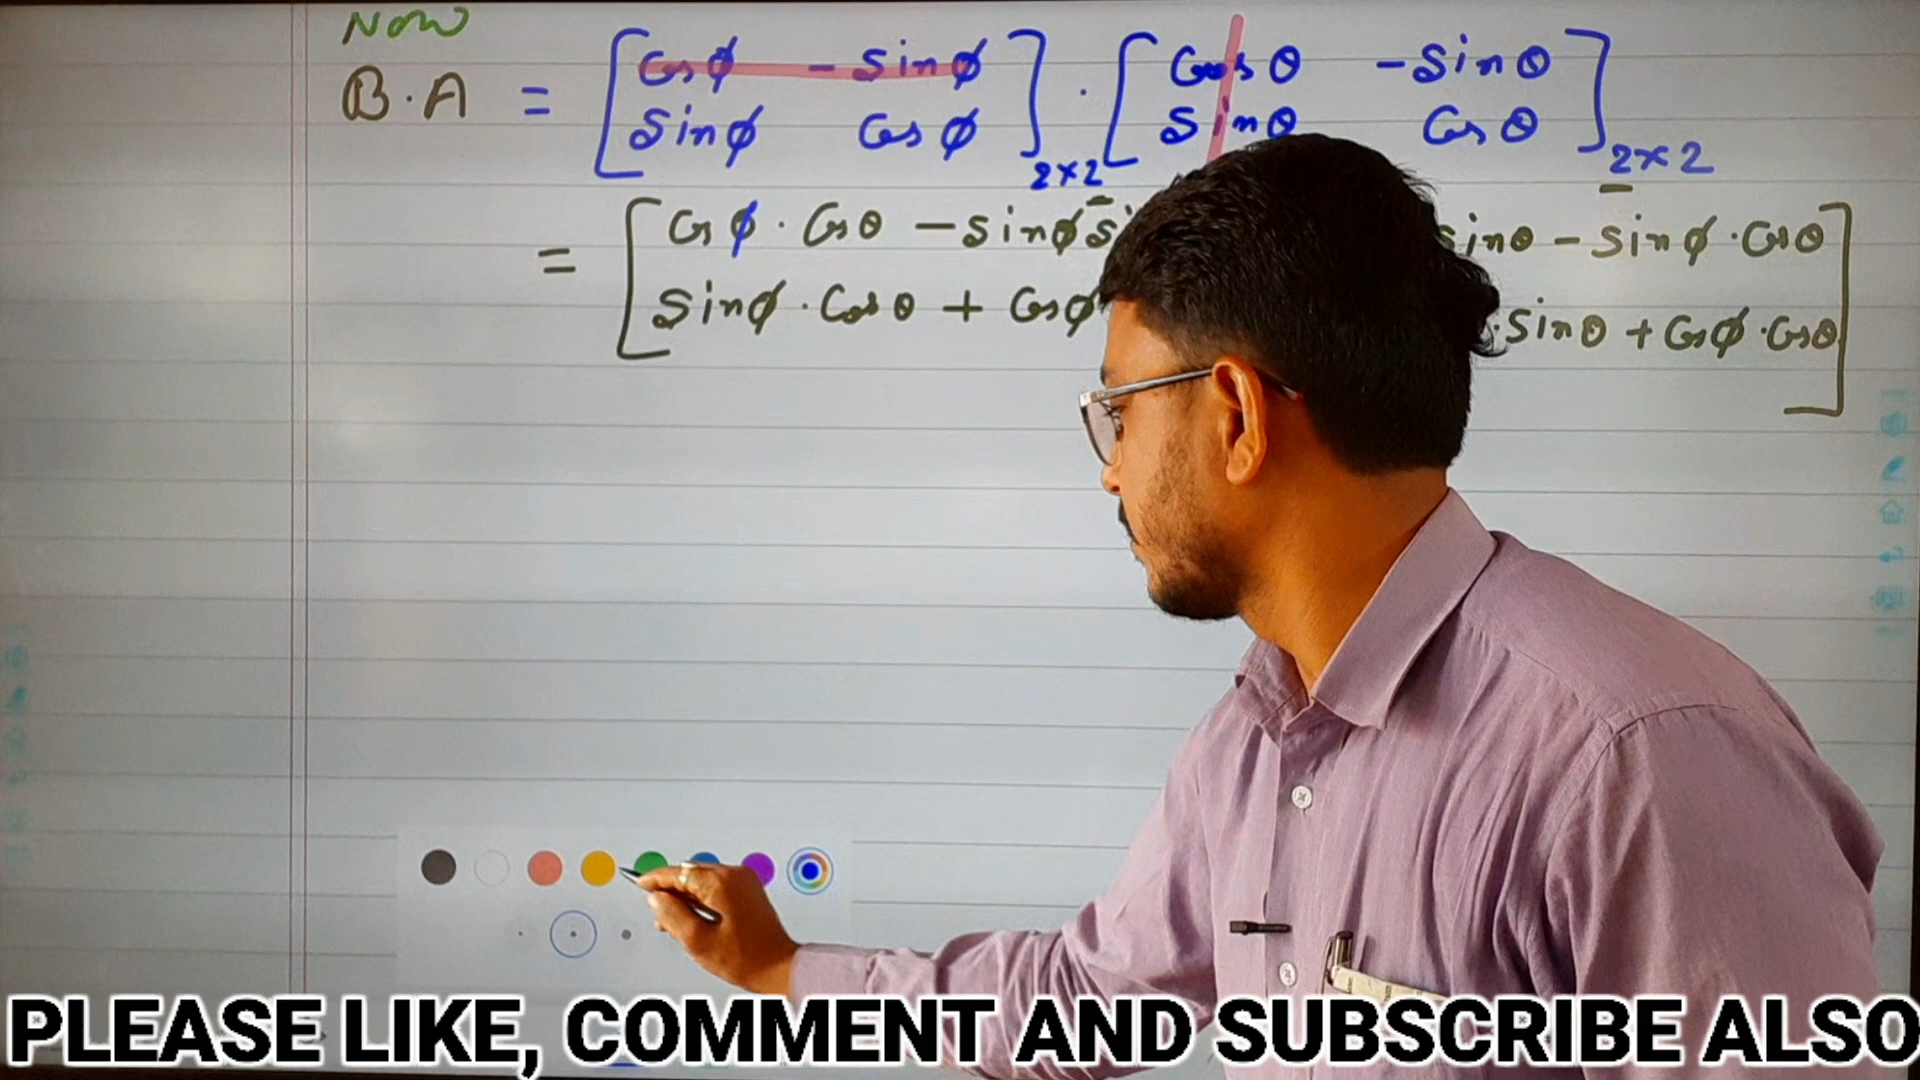 Now
B·A = [cosφ -sinφ] · [cosθ -sinθ]
[sinφ cosφ]2×2 [sinθ cosθ]2×2
= [cosφ·cosθ -sinφ sinθ -sinφ·cosθ]
[sinφ·cosθ + cosφ ·sinθ + cosφ·cosθ]
PLEASE LIKE, COMMENT AND SUBSCRIBE ALSO